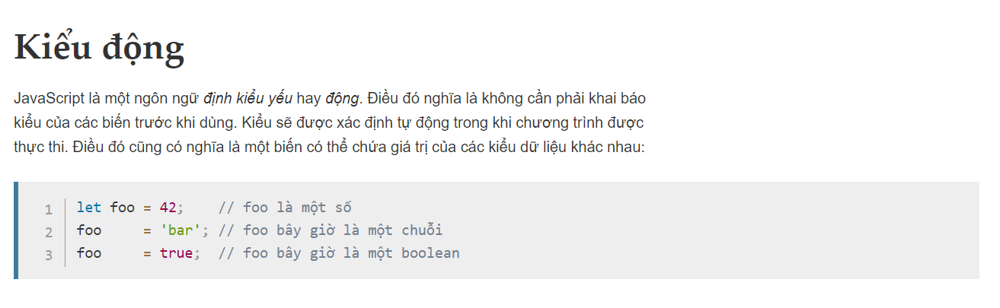 Kiểu động
JavaScript là một ngôn ngữ định kiểu yếu hay động. Điều đó nghĩa là không cần phải khai báo
kiểu của các biến trước khi dùng. Kiểu sẽ được xác định tự động trong khi chương trình được
thực thi. Điều đó cũng có nghĩa là một biến có thể chứa giá trị của các kiểu dữ liệu khác nhau:
1 let foo = 42;    // foo là một số
2 foo     = 'bar'; // foo bây giờ là một chuỗi
3 foo     = true;  // foo bây giờ là một boolean